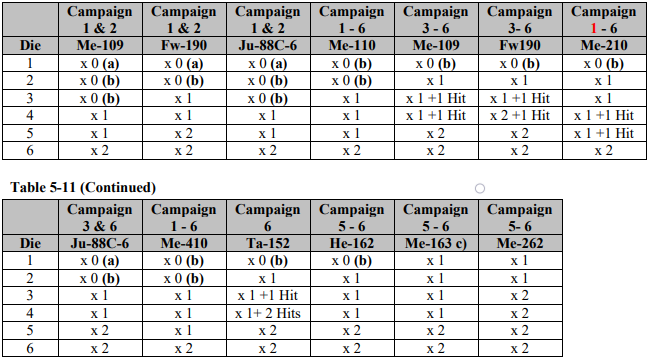 Campaign 1 & 2 Campaign 1 & 2 Campaign 1 & 2 Campaign 1 - 6 Campaign 3 - 6 Campaign 3- 6 Campaign 1 - 6
Die Me-109 Fw-190 Ju-88C-6 Me-110 Me-109 Fw190 Me-210
1 x 0 (a) x 0 (a) x 0 (a) x 0 (b) x 0 (b) x 0 (b) x 0 (b)
2 x 0 (b) x 0 (b) x 0 (b) x 0 (b) x 1 x 1 x 1
3 x 0 (b) x 1 x 0 (b) x 1 x 1 +1 Hit x 1 +1 Hit x 1
4 x 1 x 1 x 1 x 1 x 1 +1 Hit x 2 +1 Hit x 1 +1 Hit
5 x 1 x 2 x 1 x 1 x 2 x 2 x 1 +1 Hit
6 x 2 x 2 x 2 x 2 x 2 x 2 x 2
Table 5-11 (Continued)
Campaign 3 & 6 Campaign 1 - 6 Campaign 6 Campaign 5 - 6 Campaign 5 - 6 Campaign 5- 6
Die Ju-88C-6 Me-410 Ta-152 He-162 Me-163 c) Me-262
1 x 0 (a) x 0 (b) x 0 (b) x 0 (b) x 1 x 1
2 x 0 (b) x 0 (b) x 1 x 1 x 1 x 1
3 x 1 x 1 x 1 +1 Hit x 1 x 1 x 2
4 x 1 x 1 x 1+ 2 Hits x 1 x 1 x 2
5 x 2 x 1 x 2 x 2 x 2 x 2
6 x 2 x 2 x 2 x 2 x 2 x 2